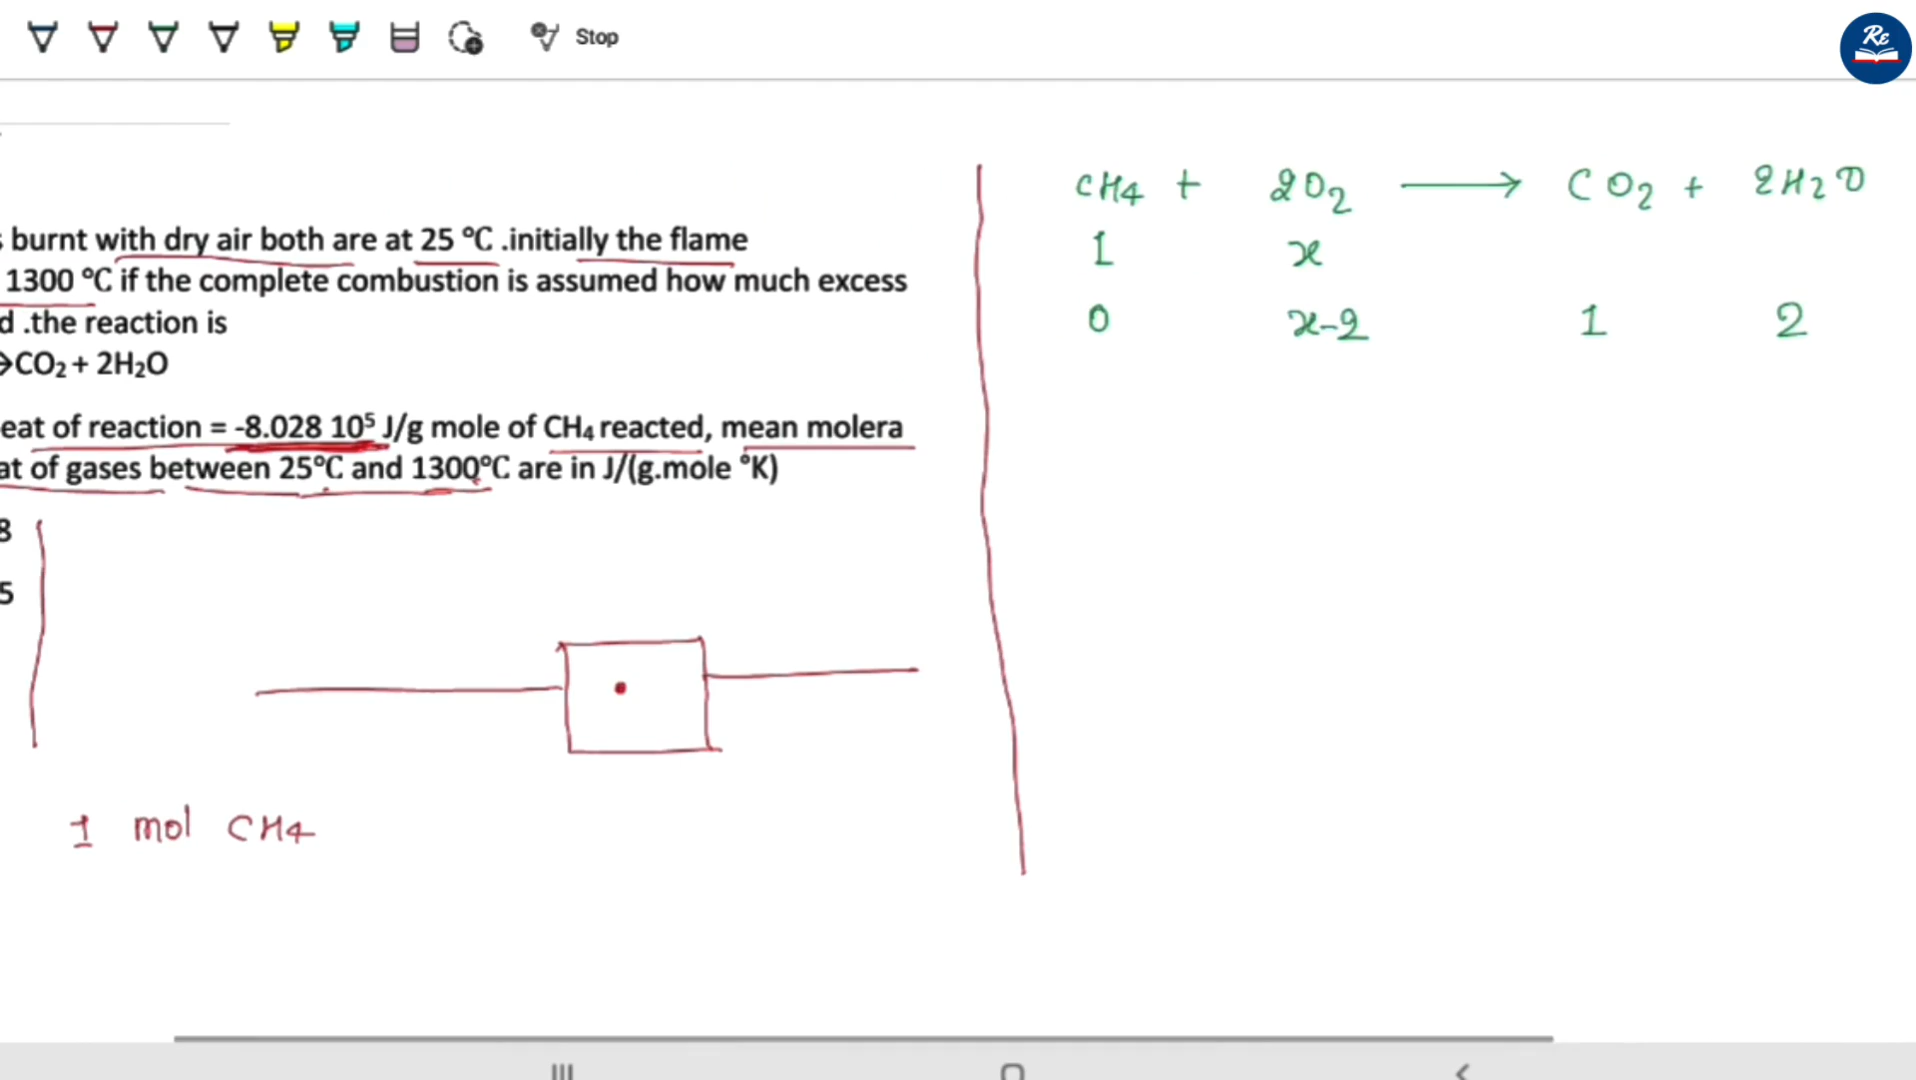 Stop
Re
burnt with dry air both are at 25 °C .initially the flame
1300 °C if the complete combustion is assumed how much excess
d .the reaction is
→CO₂ + 2H₂O
eat of reaction = -8.028 10⁵ J/g mole of CH₄ reacted, mean molera
at of gases between 25°C and 1300°C are in J/(g.mole °K)
8
5
1 mol CH4
CH4 + 2O2 → CO2 + 2H2O
1 x
0 x-2 1 2